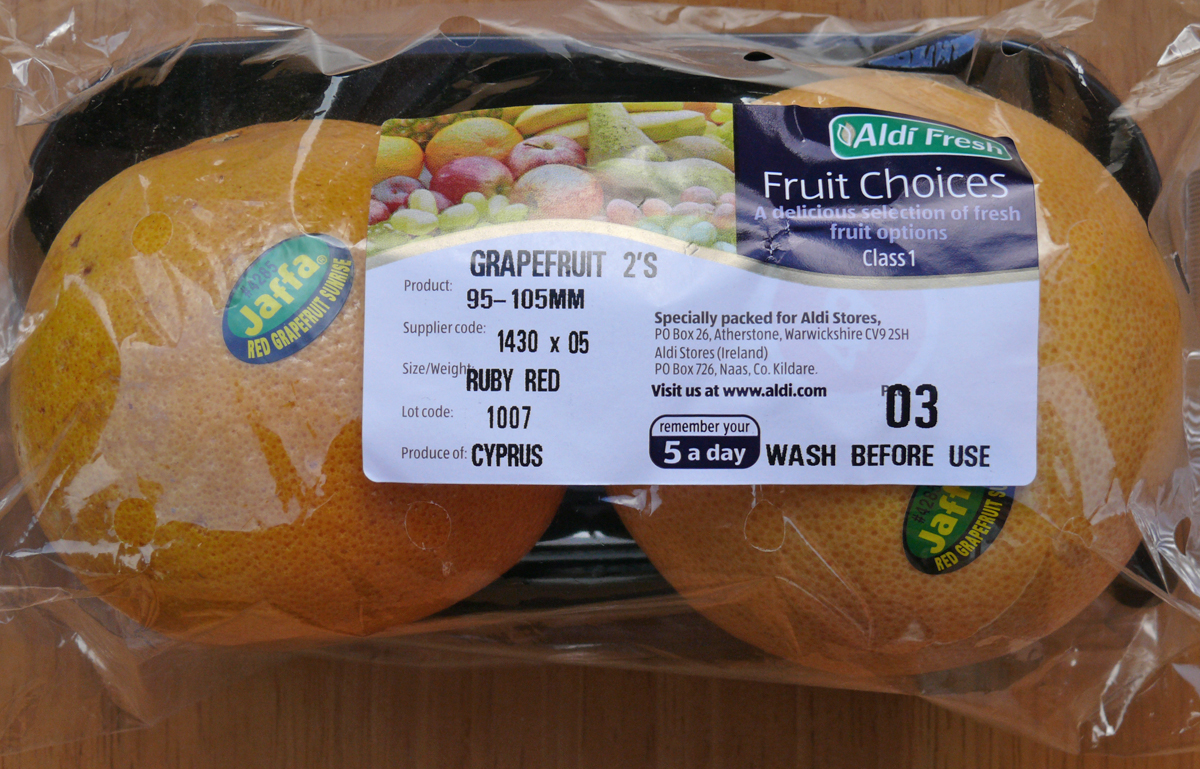 Aldi Fresh
Fruit Choices
A delicious selection of fresh
fruit options
Class 1
Product: GRAPEFRUIT 2'S
95-105MM
Supplier code: 1430 x 05
Size/Weight: RUBY RED
Lot code: 1007
Produce of: CYPRUS
Specially packed for Aldi Stores,
PO Box 26, Atherstone, Warwickshire CV9 2SH
Aldi Stores (Ireland)
PO Box 726, Naas, Co. Kildare.
Visit us at www.aldi.com
03
remember your
5 a day
WASH BEFORE USE
#4285
Jaffa®
RED GRAPEFRUIT SUNRISE
Jaf
RED GRAPEFRUIT SU